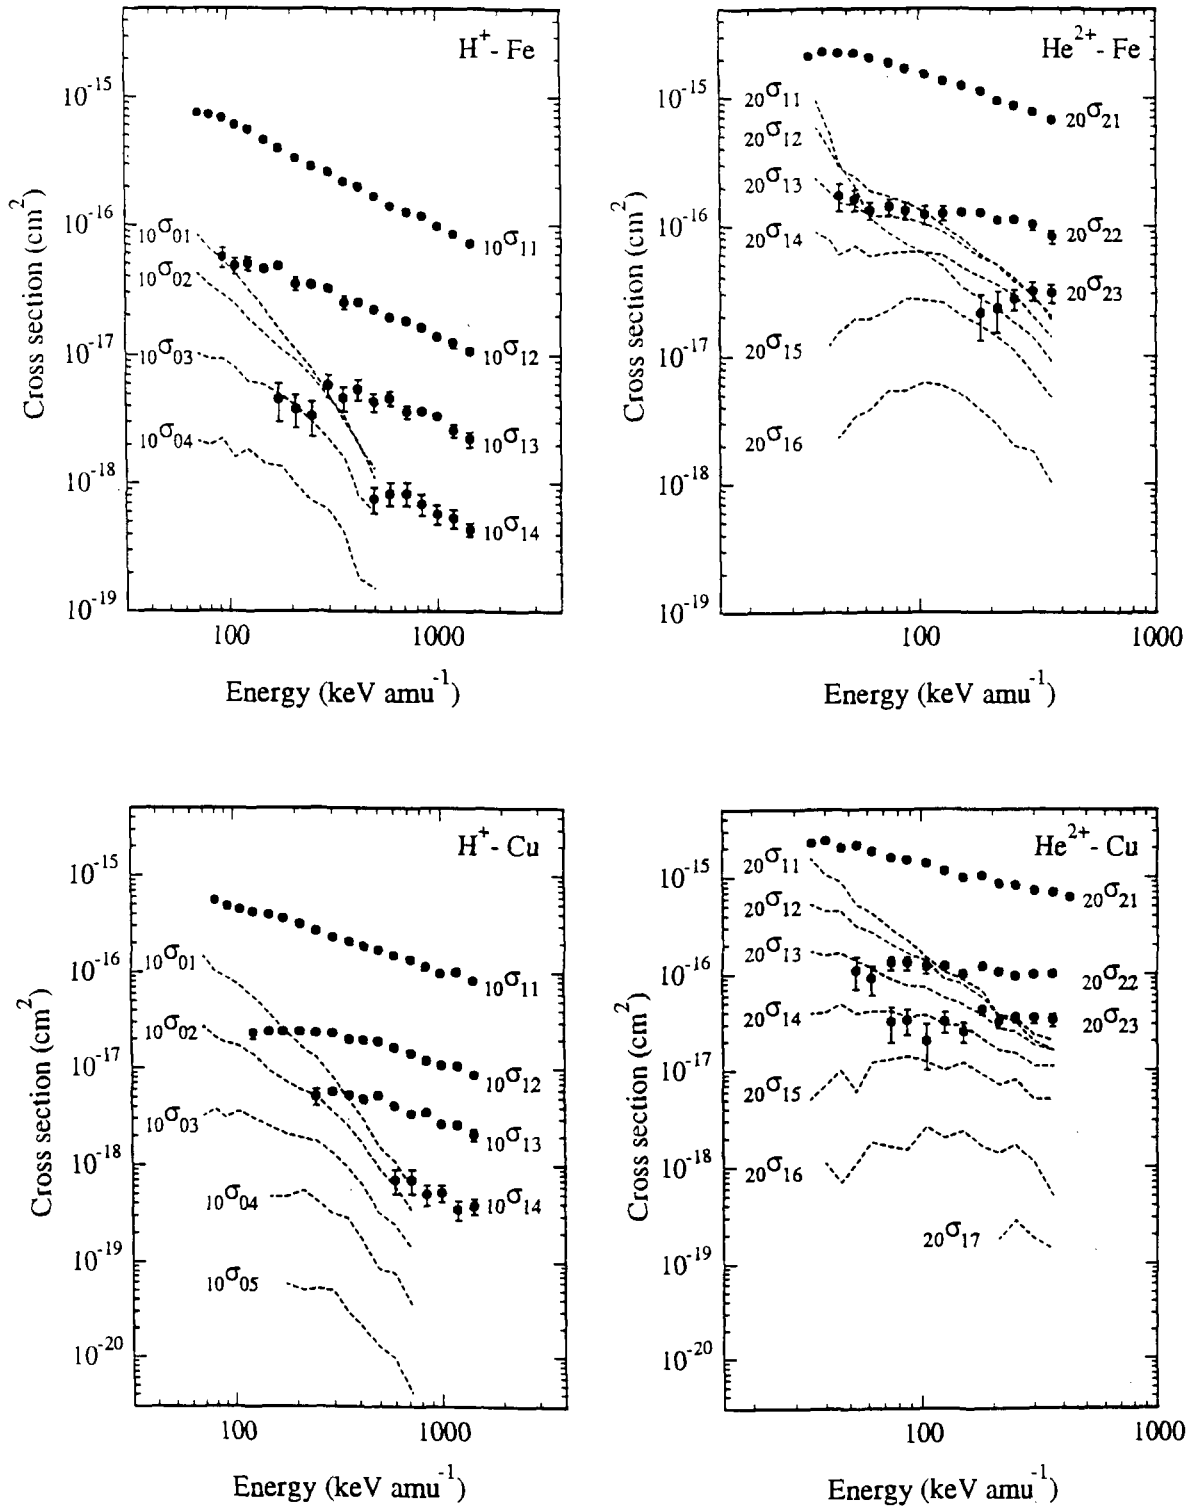 H⁺- Fe
Cross section (cm²)
10⁻¹⁵
10⁻¹⁶
10⁻¹⁷
10⁻¹⁸
10⁻¹⁹
₁₀σ₀₁
₁₀σ₀₂
₁₀σ₀₃
₁₀σ₀₄
₁₀σ₁₁
₁₀σ₁₂
₁₀σ₁₃
₁₀σ₁₄
100 1000
Energy (keV amu⁻¹)
He²⁺- Fe
Cross section (cm²)
10⁻¹⁵
10⁻¹⁶
10⁻¹⁷
10⁻¹⁸
10⁻¹⁹
₂₀σ₁₁
₂₀σ₁₂
₂₀σ₁₃
₂₀σ₁₄
₂₀σ₁₅
₂₀σ₁₆
₂₀σ₂₁
₂₀σ₂₂
₂₀σ₂₃
100 1000
Energy (keV amu⁻¹)
H⁺- Cu
Cross section (cm²)
10⁻¹⁵
10⁻¹⁶
10⁻¹⁷
10⁻¹⁸
10⁻¹⁹
10⁻²⁰
₁₀σ₀₁
₁₀σ₀₂
₁₀σ₀₃
₁₀σ₀₄
₁₀σ₀₅
₁₀σ₁₁
₁₀σ₁₂
₁₀σ₁₃
₁₀σ₁₄
100 1000
Energy (keV amu⁻¹)
He²⁺- Cu
Cross section (cm²)
10⁻¹⁵
10⁻¹⁶
10⁻¹⁷
10⁻¹⁸
10⁻¹⁹
10⁻²⁰
₂₀σ₁₁
₂₀σ₁₂
₂₀σ₁₃
₂₀σ₁₄
₂₀σ₁₅
₂₀σ₁₆
₂₀σ₁₇
₂₀σ₂₁
₂₀σ₂₂
₂₀σ₂₃
100 1000
Energy (keV amu⁻¹)